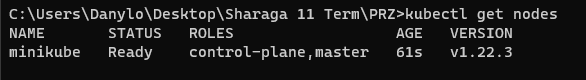 C:\Users\Danylo\Desktop\Sharaga 11 Term\PRZ>kubectl get nodes
NAME       STATUS   ROLES                  AGE   VERSION
minikube   Ready    control-plane,master   61s   v1.22.3